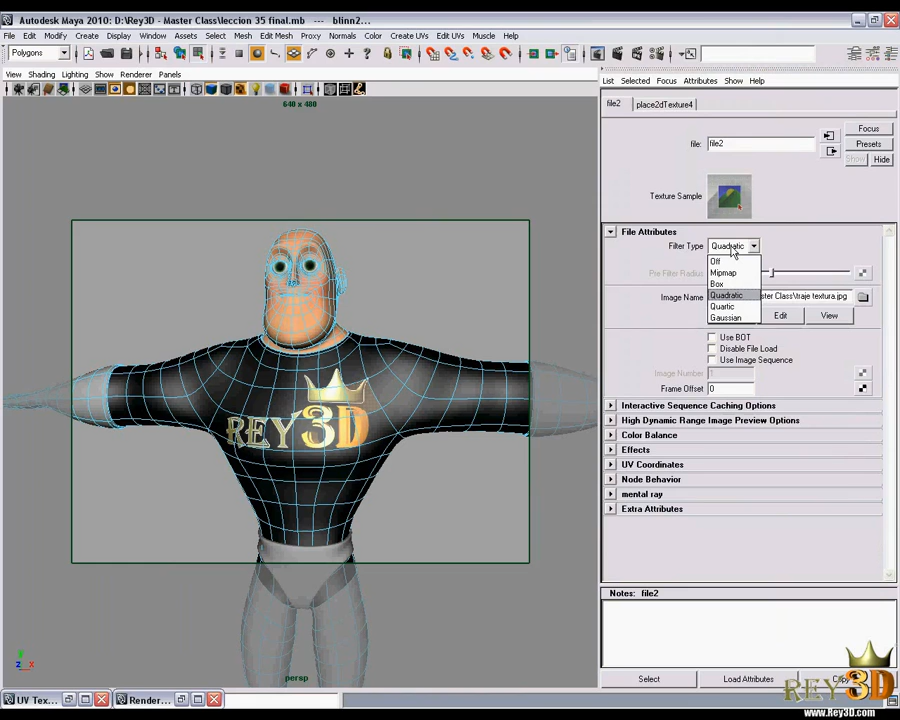 Autodesk Maya 2010: D:\Rey3D - Master Class\leccion 35 final.mb --- blinn2...
File Edit Modify Create Display Window Assets Select Mesh Edit Mesh Proxy Normals Color Create UVs Edit UVs Muscle Help
Polygons
View Shading Lighting Show Renderer Panels
List Selected Focus Attributes Show Help
640 x 480
file2 place2dTexture4
Focus
file: file2
Presets
Show Hide
Texture Sample
File Attributes
Filter Type Quadratic
Off
Pre Filter Radius Mipmap
Box
Image Name Quadratic ster Class\traje textura.jpg
Quartic
Edit View
Gaussian
Use BOT
Disable File Load
Use Image Sequence
Image Number 1
Frame Offset 0
Interactive Sequence Caching Options
High Dynamic Range Image Preview Options
Color Balance
Effects
UV Coordinates
Node Behavior
mental ray
Extra Attributes
REY 3D
Notes: file2
z x
persp
Select Load Attributes Copy
REY3D
UV Tex... Render...
www.Rey3D.com